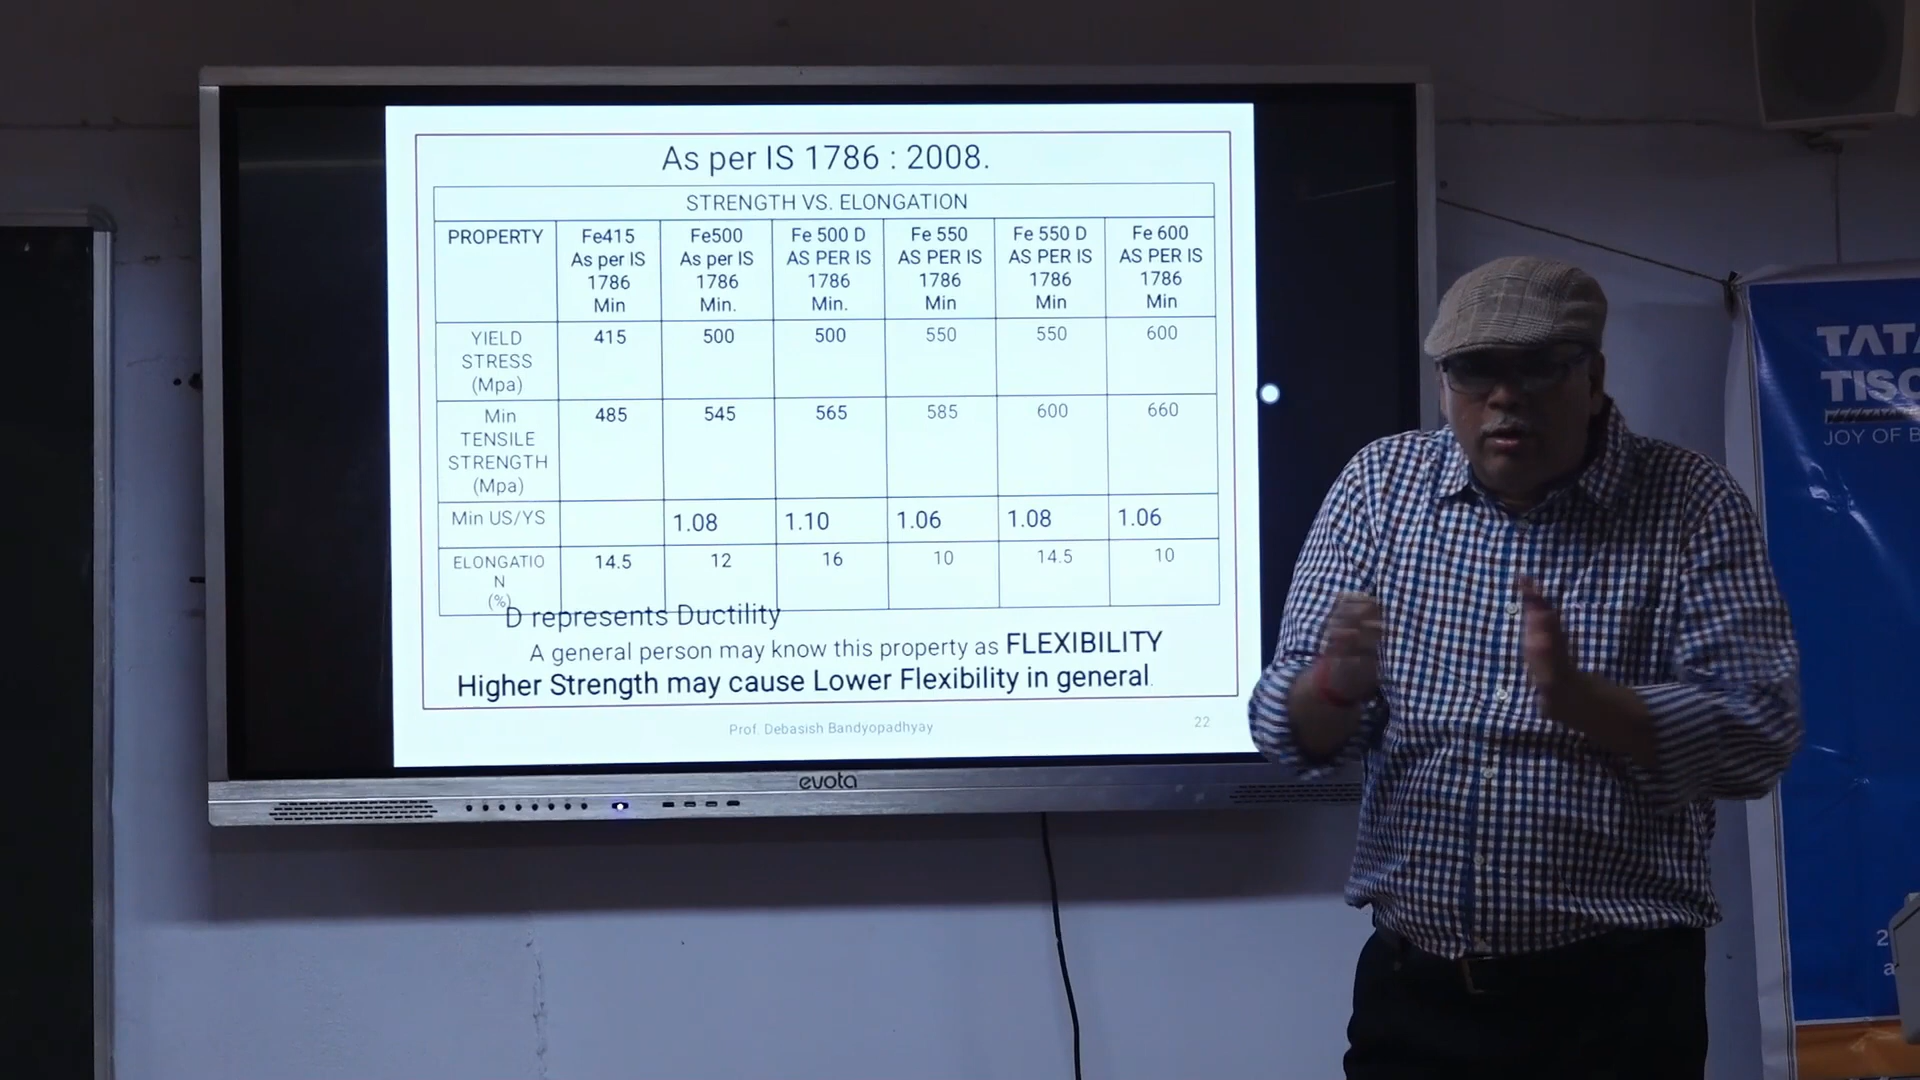 As per IS 1786 : 2008.
STRENGTH VS. ELONGATION
PROPERTY Fe415 Fe500 Fe 500 D Fe 550 Fe 550 D Fe 600
As per IS As per IS AS PER IS AS PER IS AS PER IS AS PER IS
1786 1786 1786 1786 1786 1786
Min Min. Min. Min Min Min
YIELD 415 500 500 550 550 600
STRESS
(Mpa)
Min 485 545 565 585 600 660
TENSILE
STRENGTH
(Mpa)
Min US/YS 1.08 1.10 1.06 1.08 1.06
ELONGATIO 14.5 12 16 10 14.5 10
N
(%)
D represents Ductility
A general person may know this property as FLEXIBILITY
Higher Strength may cause Lower Flexibility in general.
Prof. Debasish Bandyopadhyay 22
evota
TATA
TISC
JOY OF B
2
a